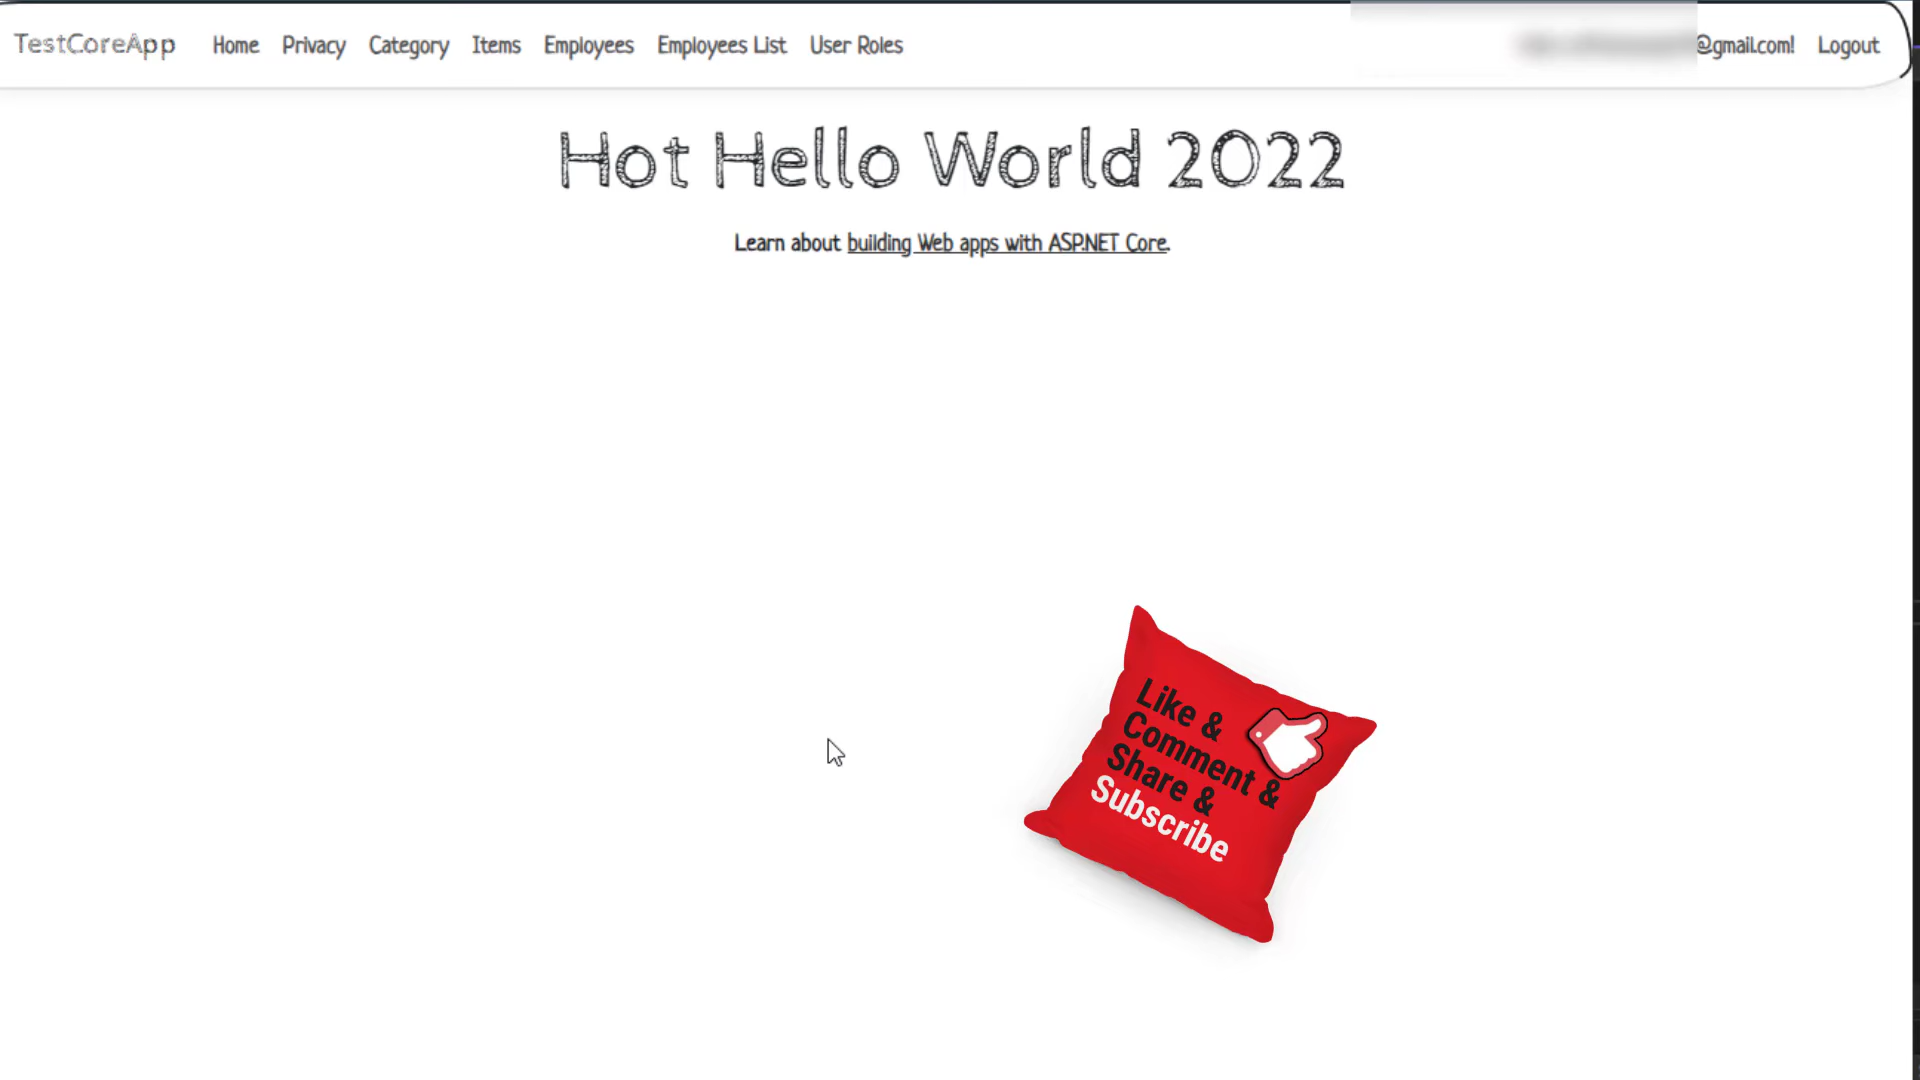 TestCoreApp Home Privacy Category Items Employees Employees List User Roles @gmail.com! Logout
Hot Hello World 2022
Learn about building Web apps with ASP.NET Core.
Like &
Comment &
Share &
Subscribe